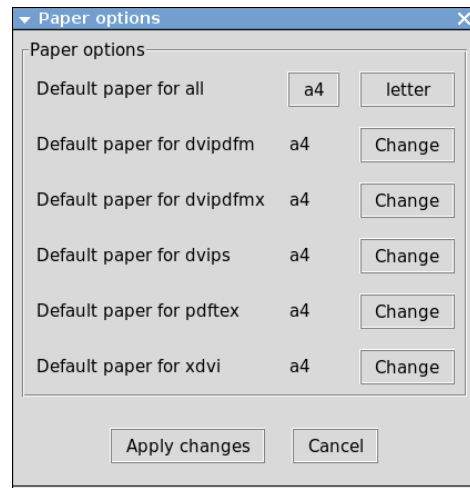 Paper options
Paper options
Default paper for all a4 letter
Default paper for dvipdfm a4 Change
Default paper for dvipdfmx a4 Change
Default paper for dvips a4 Change
Default paper for pdftex a4 Change
Default paper for xdvi a4 Change
Apply changes Cancel